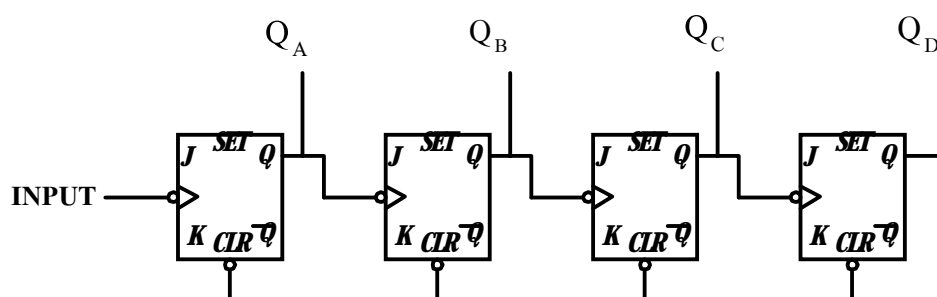 Q_A Q_B Q_C Q_D
J SET Q J SET Q J SET Q J SET Q
INPUT
K CLR Q K CLR Q K CLR Q K CLR Q